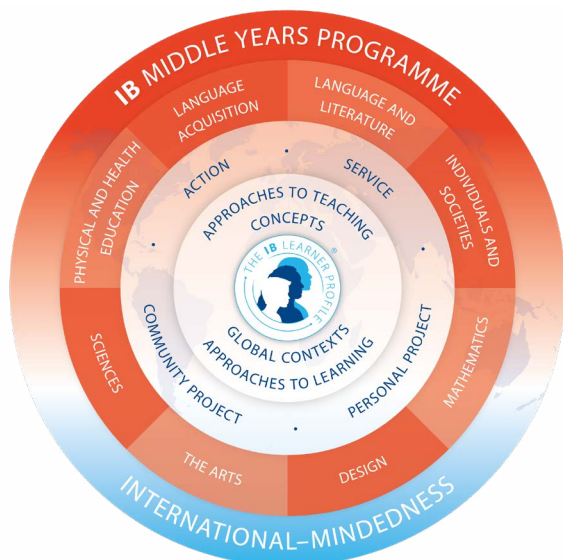 IB MIDDLE YEARS PROGRAMME
LANGUAGE
ACQUISITION
LANGUAGE AND
LITERATURE
INDIVIDUALS AND
SOCIETIES
MATHEMATICS
DESIGN
THE ARTS
SCIENCES
PHYSICAL AND HEALTH
EDUCATION
ACTION
SERVICE
PERSONAL PROJECT
COMMUNITY PROJECT
APPROACHES TO TEACHING
CONCEPTS
THE IB LEARNER PROFILE ®
GLOBAL CONTEXTS
APPROACHES TO LEARNING
INTERNATIONAL–MINDEDNESS